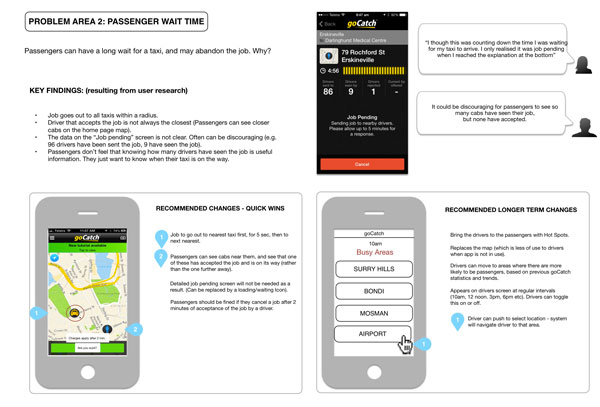 PROBLEM AREA 2: PASSENGER WAIT TIME
Passengers can have a long wait for a taxi, and may abandon the job. Why?
KEY FINDINGS: (resulting from user research)
• Job goes out to all taxis within a radius.
• Driver that accepts the job is not always the closest (Passengers can see closer
cabs on the home page map).
• The data on the "Job pending" screen is not clear. Often can be discouraging (e.g.
96 drivers have been sent the job, 9 have seen the job).
• Passengers don't feel that knowing how many drivers have seen the job is useful
information. They just want to know when their taxi is on the way.
9:47 am
Back
goCatch
Erskineville
Darlinghurst Medical Centre
79 Rochford St
Erskineville
4:56
86 9 1 -
Job Pending
Sending job to nearby drivers.
Please allow up to 5 minutes for
a response.
Cancel
"I though this was counting down the time I was waiting
for my taxi to arrive. I only realised it was job pending
when I reached the explanation at the bottom"
It could be discouraging for passengers to see so
many cabs have seen their job,
but none have accepted.
RECOMMENDED CHANGES - QUICK WINS
1 Job to go out to nearest taxi first, for 5 sec, then to
next nearest.
2 Passengers can see cabs near them, and see that one
of these has accepted the job and is on its way (rather
than the one further away).
Detailed job pending screen will not be needed as a
result. (Can be replaced by a loading/waiting icon).
Passengers should be fined if they cancel a job after 2
minutes of acceptance of the job by a driver.
Telstra 11:07 AM
goCatch
Changes apply after 2 min
Are you sure?
1
2
RECOMMENDED LONGER TERM CHANGES
Bring the drivers to the passengers with Hot Spots.
Replaces the map (which is less of use to drivers
when app is not in use).
Drivers can move to areas where there are more
likely to be passengers, based on previous goCatch
statistics and trends.
Appears on drivers screen at regular intervals
(10am, 12 noon, 3pm, 6pm etc). Drivers can toggle
this on or off.
1 Driver can push to select location - system
will navigate driver to that area.
goCatch
10am
Busy Areas
SURRY HILLS
BONDI
MOSMAN
AIRPORT
1